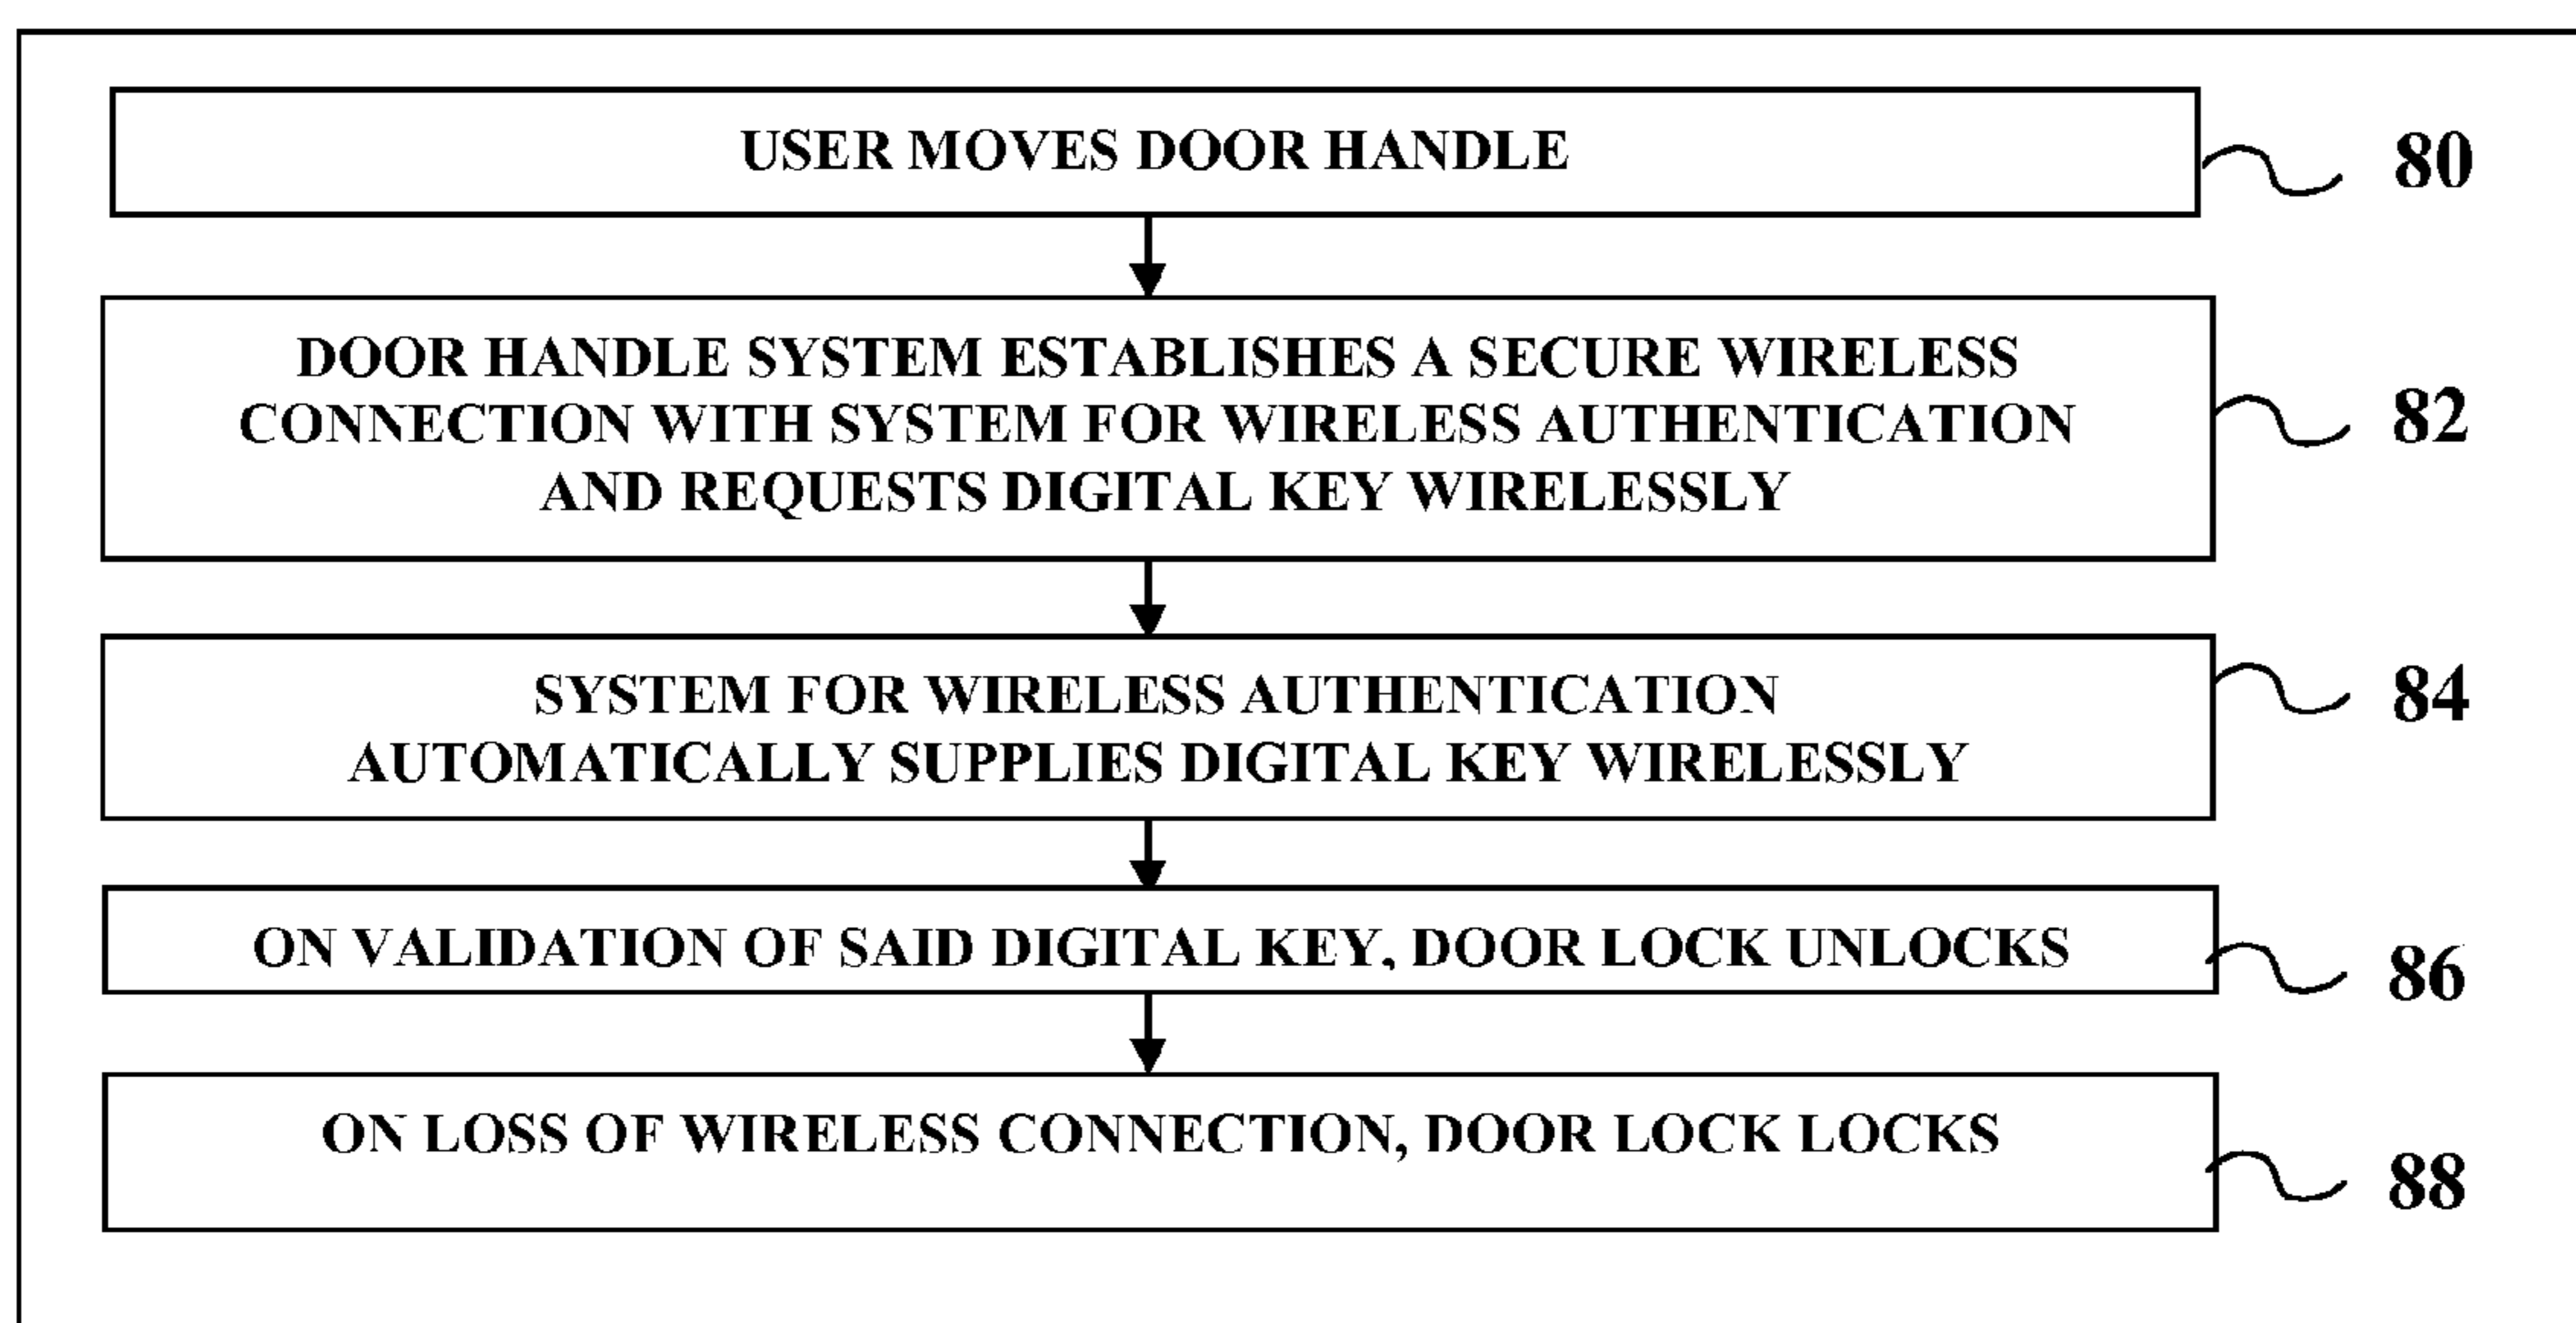 USER MOVES DOOR HANDLE
80
DOOR HANDLE SYSTEM ESTABLISHES A SECURE WIRELESS
CONNECTION WITH SYSTEM FOR WIRELESS AUTHENTICATION
AND REQUESTS DIGITAL KEY WIRELESSLY
82
SYSTEM FOR WIRELESS AUTHENTICATION
AUTOMATICALLY SUPPLIES DIGITAL KEY WIRELESSLY
84
ON VALIDATION OF SAID DIGITAL KEY, DOOR LOCK UNLOCKS
86
ON LOSS OF WIRELESS CONNECTION, DOOR LOCK LOCKS
88